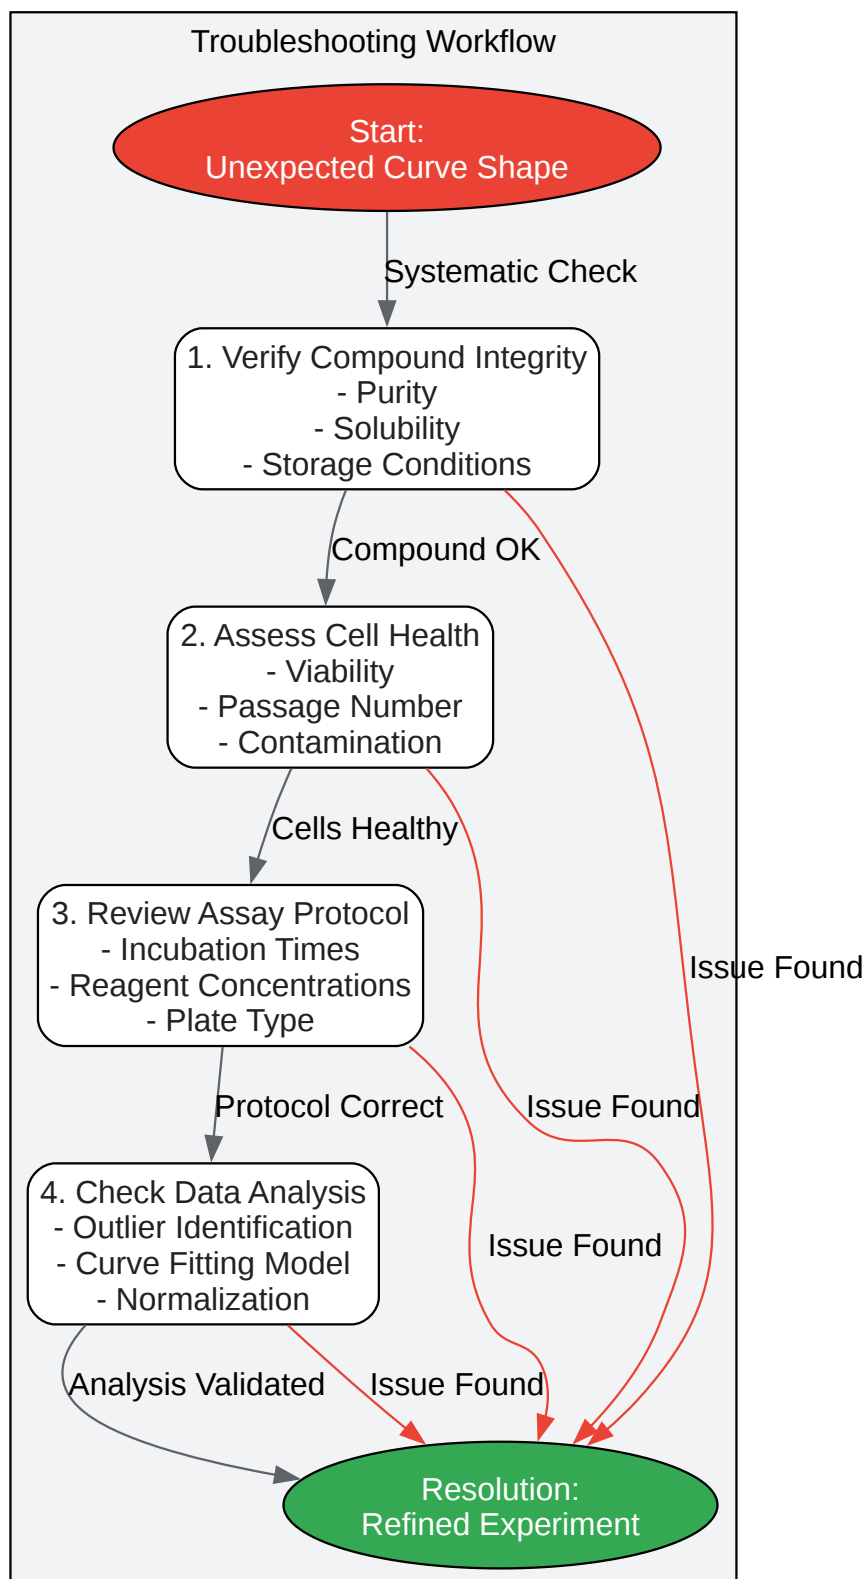 Troubleshooting Workflow
Start:
Unexpected Curve Shape
Systematic Check
1. Verify Compound Integrity
- Purity
- Solubility
- Storage Conditions
Compound OK
2. Assess Cell Health
- Viability
- Passage Number
- Contamination
Cells Healthy
3. Review Assay Protocol
- Incubation Times
- Reagent Concentrations
- Plate Type
Issue Found
Protocol Correct
Issue Found
4. Check Data Analysis
- Outlier Identification
- Curve Fitting Model
- Normalization
Issue Found
Analysis Validated
Issue Found
Resolution:
Refined Experiment